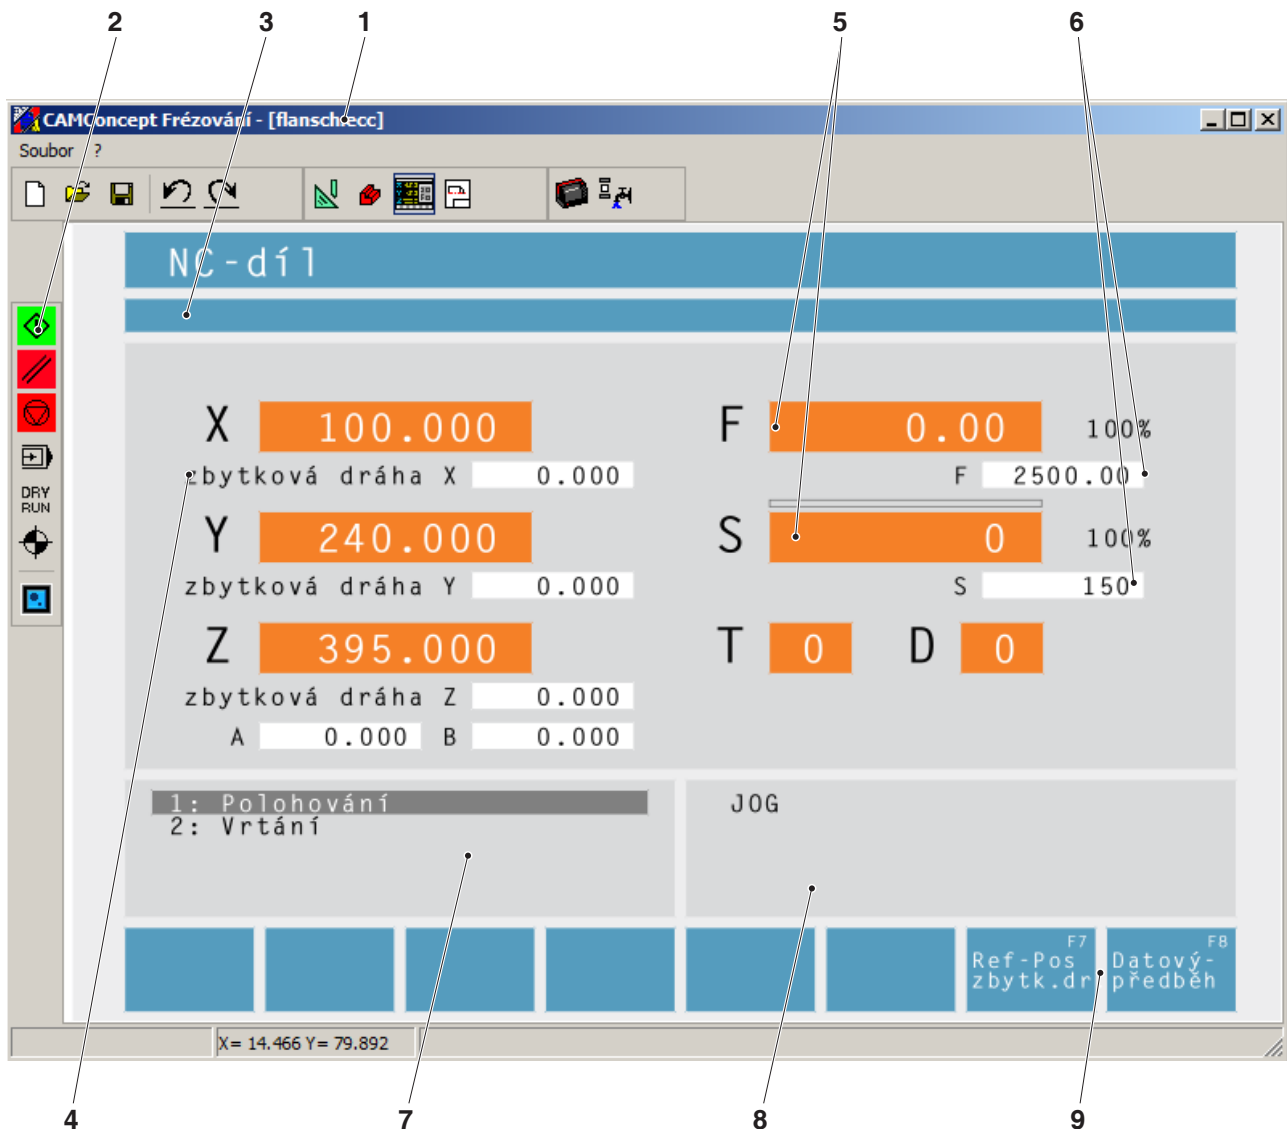 2 3 1 5 6
CAMConcept Frézování - [flansch.ecc]
Soubor ?
NC-díl
X 100.000 F 0.00 100%
zbytková dráha X 0.000 F 2500.00
Y 240.000 S 0 100%
zbytková dráha Y 0.000 S 150
DRY
RUN
Z 395.000 T 0 D 0
zbytková dráha Z 0.000
A 0.000 B 0.000
1: Polohování
2: Vrtání
JOG
F7
Ref-Pos
zbytk.dr
F8
Datový-
předběh
X= 14.466 Y= 79.892
4 7 8 9